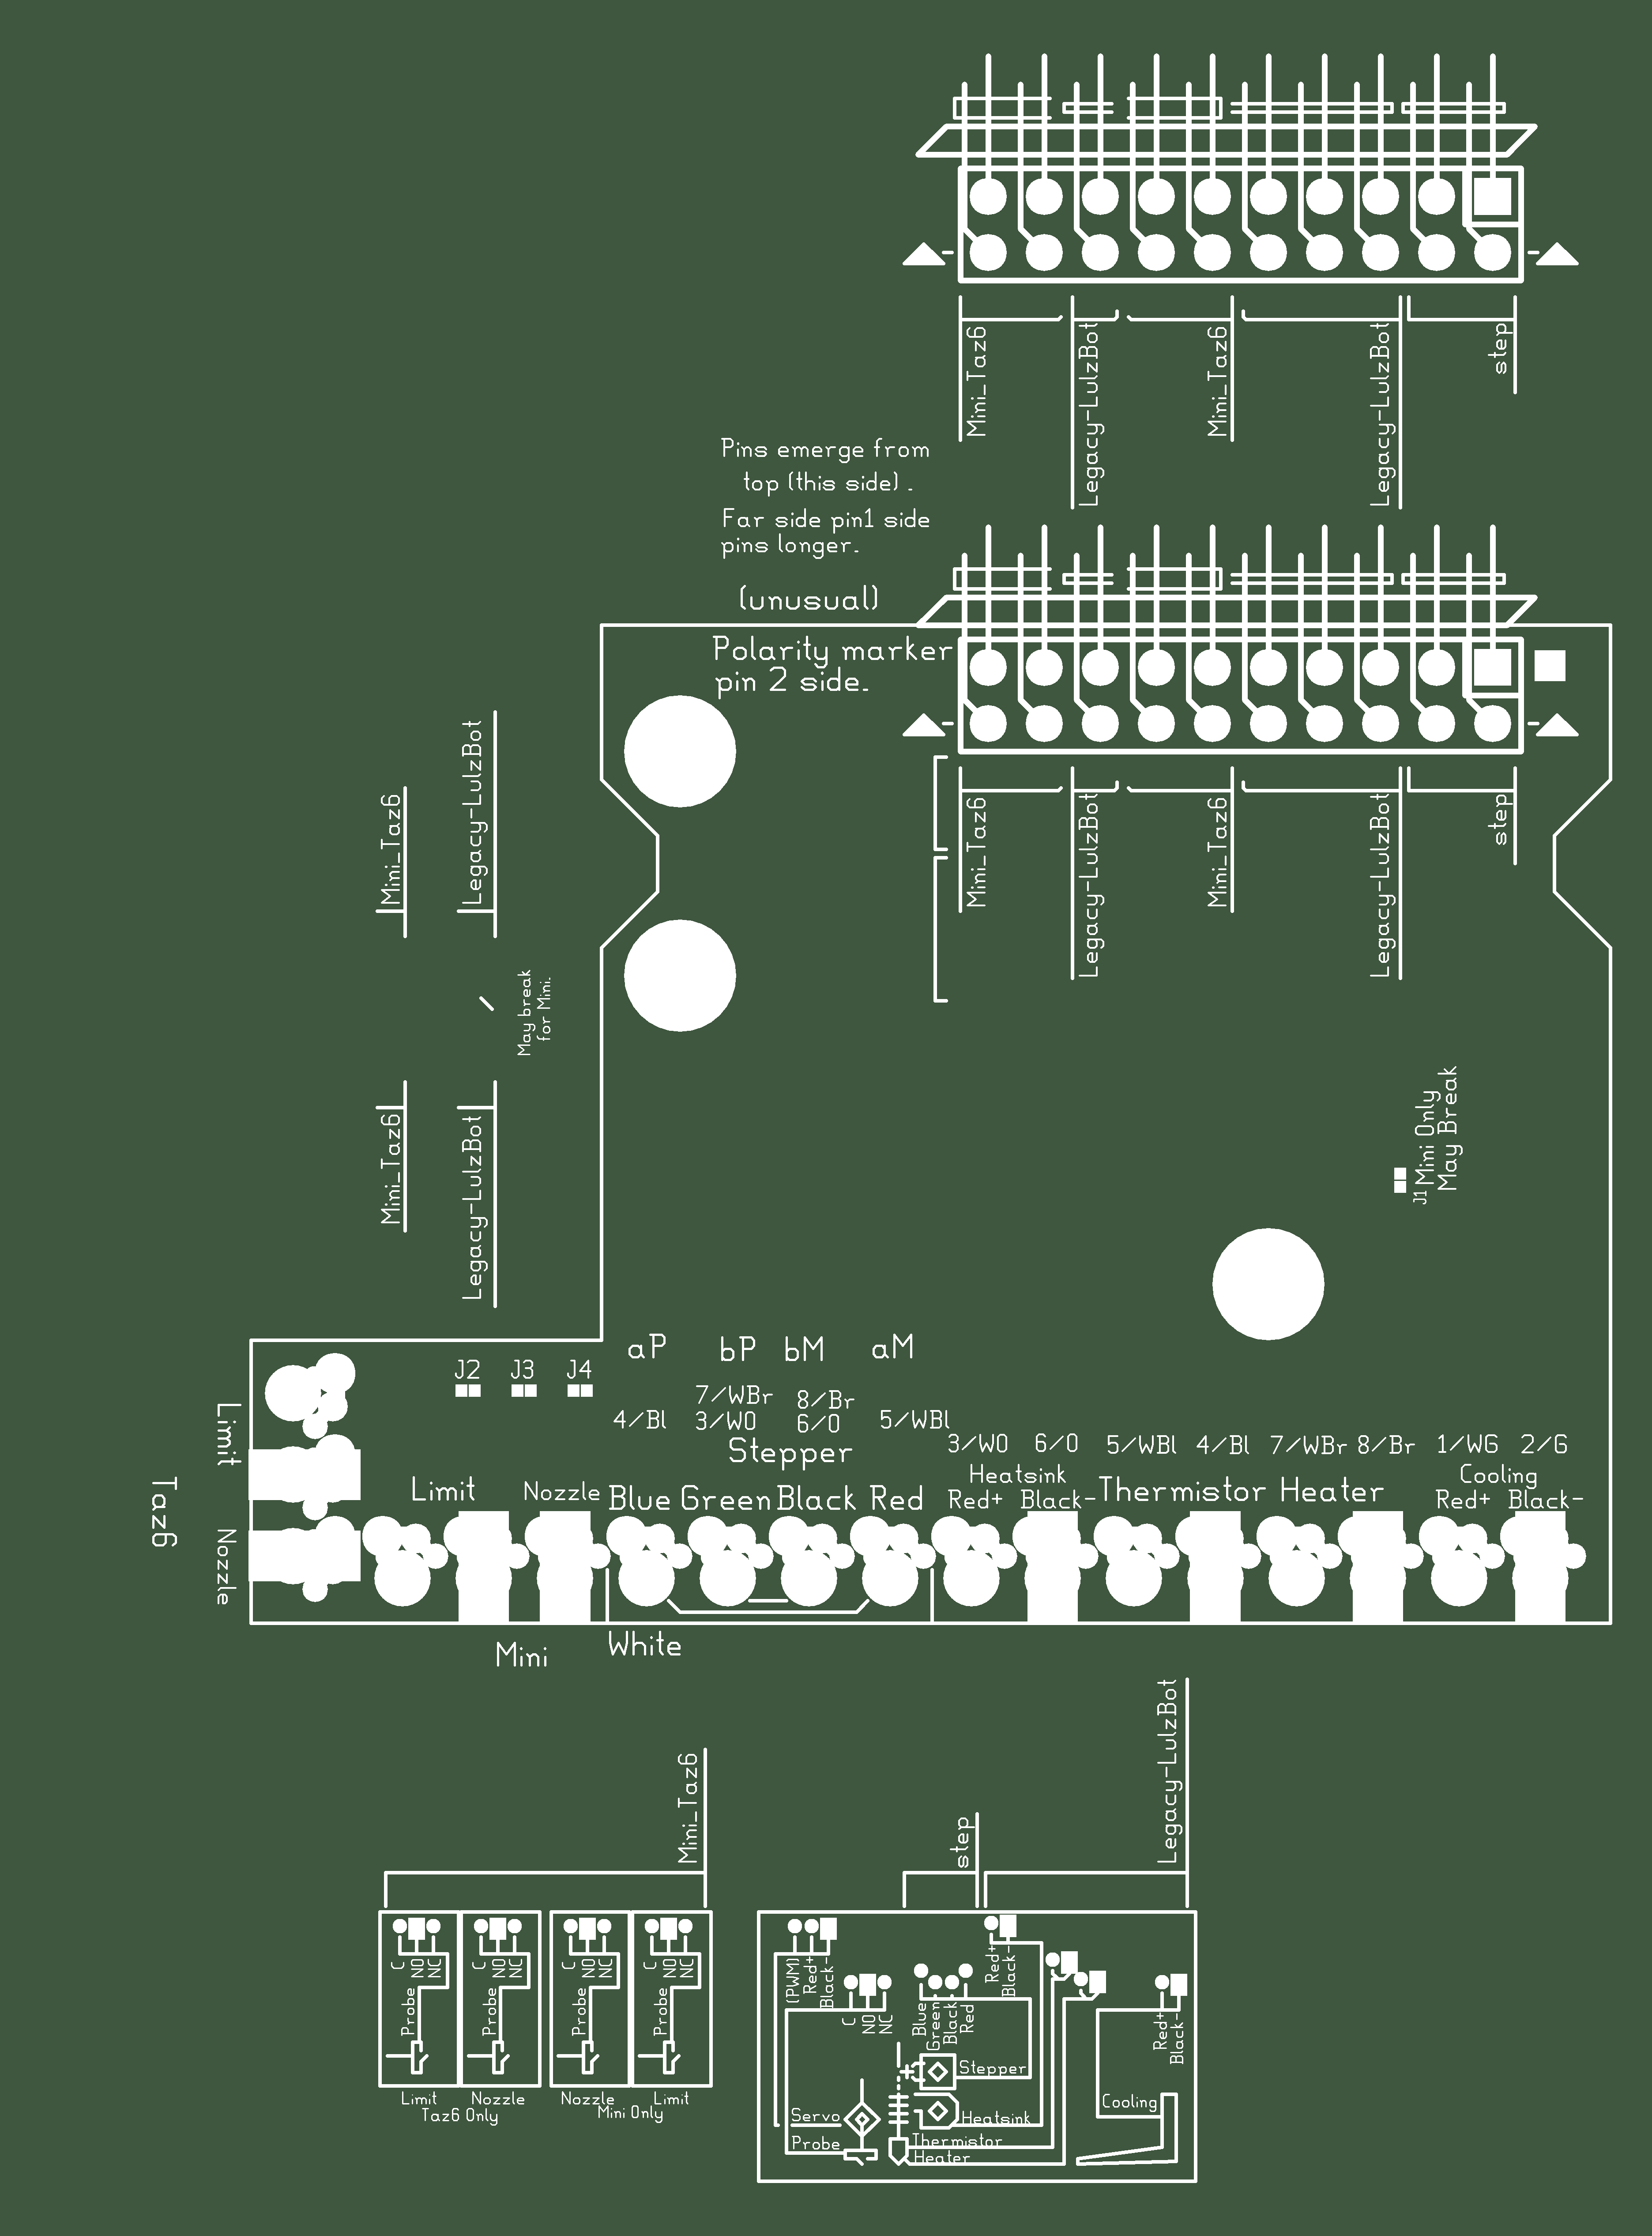 Mini_Taz6
Legacy-LulzBot
Mini_Taz6
Legacy-LulzBot
step
Pins emerge from
top (this side) .
Far side pin1 side
pins longer.
(unusual)
Polarity marker
pin 2 side.
Mini_Taz6
Legacy-LulzBot
Mini_Taz6
Legacy-LulzBot
step
Mini_Taz6
Legacy-LulzBot
May break
for Mini.
Mini_Taz6
Legacy-LulzBot
J1
Mini Only
May Break
aP bP bM aM
J2 J3 J4
7/WBr 8/Br
4/Bl 3/WO 6/O 5/WBl
Stepper
3/WO 6/O 5/WBl 4/Bl 7/WBr 8/Br 1/WG 2/G
Limit
Nozzle
Taz6
Limit Nozzle Blue Green Black Red
Heatsink
Red+ Black-
Thermistor Heater
Cooling
Red+ Black-
Mini
White
Mini_Taz6
step
Legacy-LulzBot
C
NO
NC
Probe
C
NO
NC
Probe
C
NO
NC
Probe
C
NO
NC
Probe
Limit Nozzle
Taz6 Only
Nozzle Limit
Mini Only
(PWM)
Red+
Black-
C
NO
NC
Blue
Green
Black
Red
Red+
Black-
Red+
Black-
Stepper
Cooling
Servo
Heatsink
Probe
Thermistor
Heater